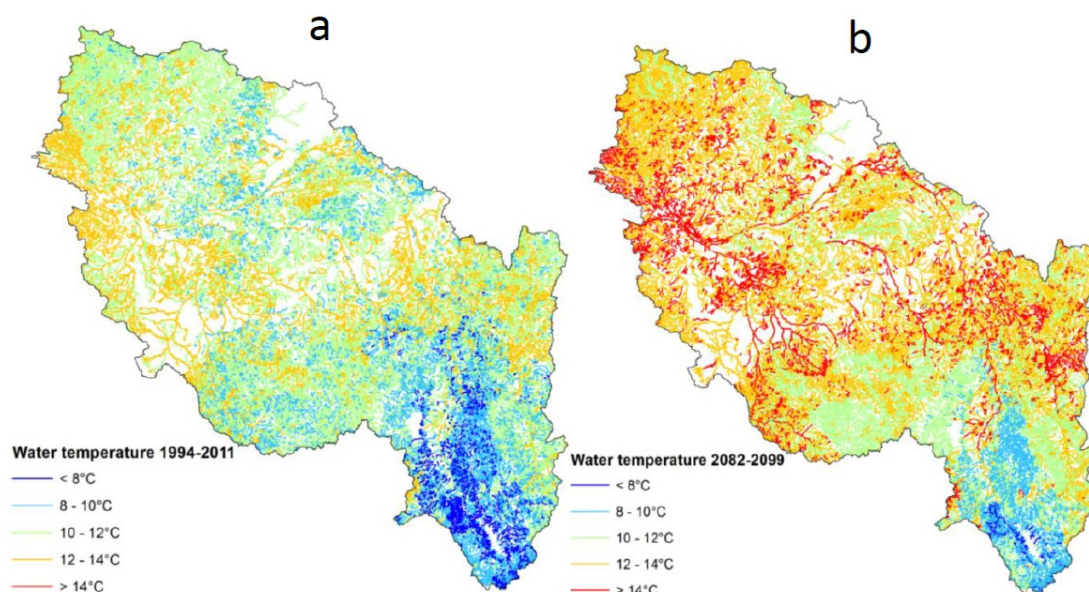 a
b
Water temperature 1994-2011
< 8°C
8 - 10°C
10 - 12°C
12 - 14°C
> 14°C
Water temperature 2082-2099
< 8°C
8 - 10°C
10 - 12°C
12 - 14°C
> 14°C